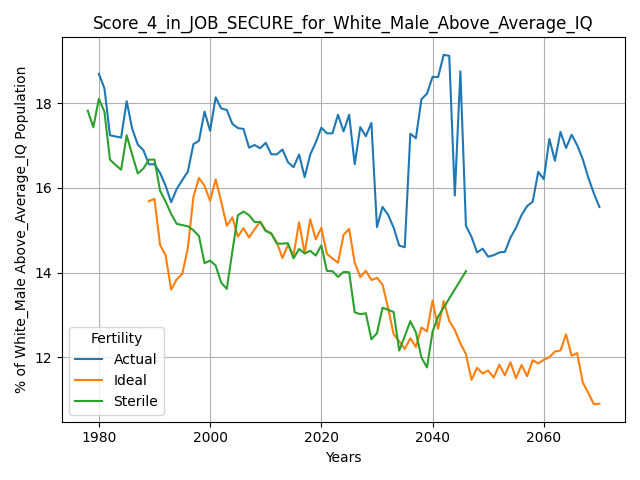 Score_4_in_JOB_SECURE_for_White_Male_Above_Average_IQ
% of White_Male Above_Average_IQ Population
18
16
14
12
Fertility
Actual
Ideal
Sterile
1980
2000
2020
2040
2060
Years